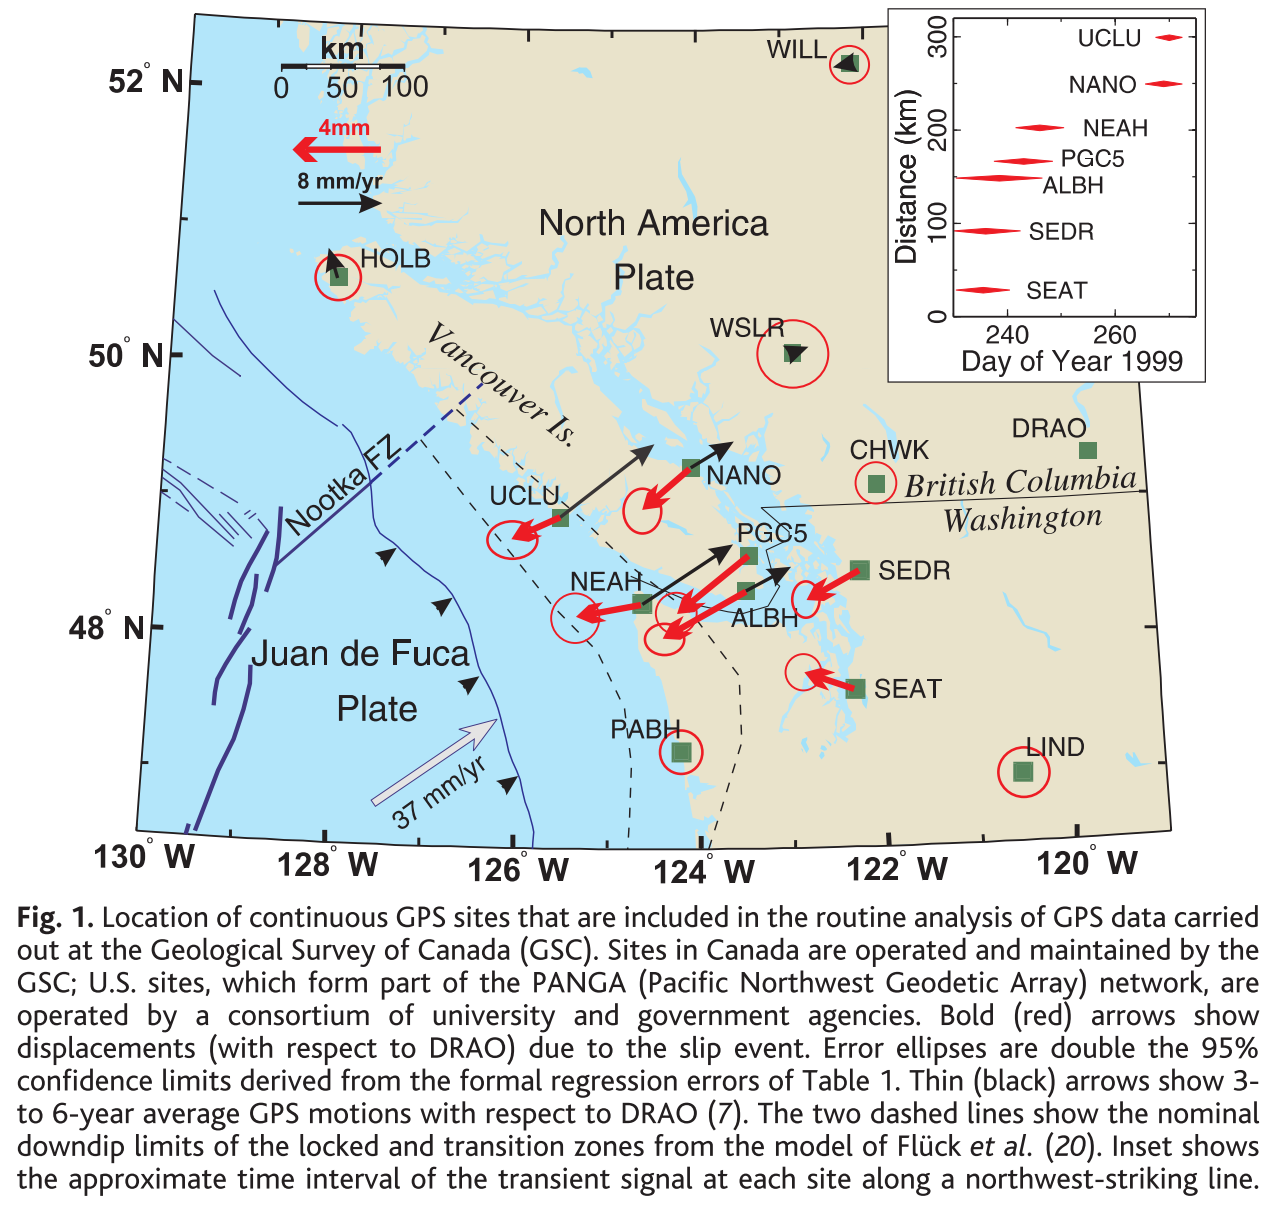 52° N
50° N
48° N
130° W
128° W
126° W
124° W
122° W
120° W
km
0 50 100
4mm
8 mm/yr
HOLB
WILL
North America
Plate
WSLR
Vancouver Is.
Nootka FZ
UCLU
NANO
CHWK
DRAO
British Columbia
Washington
PGC5
NEAH
ALBH
SEDR
SEAT
Juan de Fuca
Plate
37 mm/yr
PABH
LIND
Distance (km)
300
200
100
0
UCLU
NANO
NEAH
PGC5
ALBH
SEDR
SEAT
240 260
Day of Year 1999
Fig. 1. Location of continuous GPS sites that are included in the routine analysis of GPS data carried
out at the Geological Survey of Canada (GSC). Sites in Canada are operated and maintained by the
GSC; U.S. sites, which form part of the PANGA (Pacific Northwest Geodetic Array) network, are
operated by a consortium of university and government agencies. Bold (red) arrows show
displacements (with respect to DRAO) due to the slip event. Error ellipses are double the 95%
confidence limits derived from the formal regression errors of Table 1. Thin (black) arrows show 3-
to 6-year average GPS motions with respect to DRAO (7). The two dashed lines show the nominal
downdip limits of the locked and transition zones from the model of Flück et al. (20). Inset shows
the approximate time interval of the transient signal at each site along a northwest-striking line.